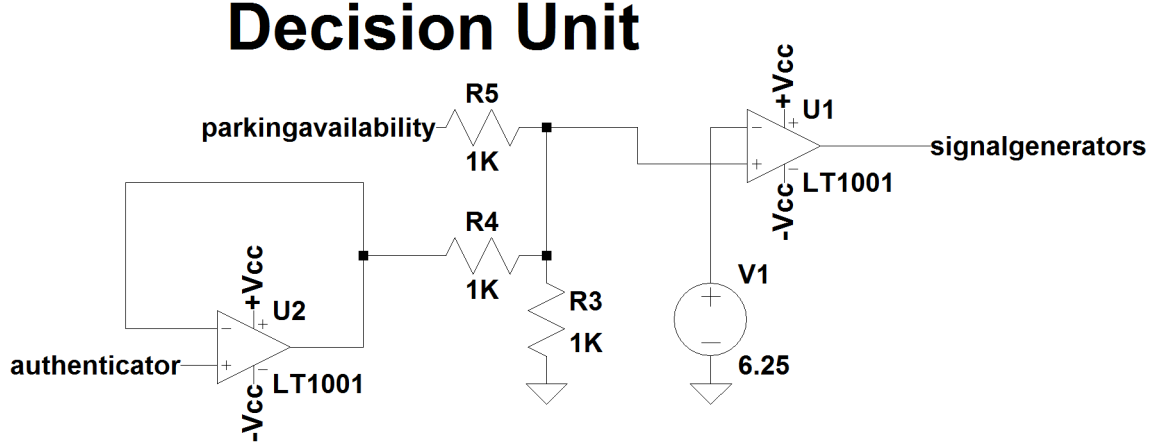 Decision Unit
R5
parkingavailability
1K
+Vcc
U1
LT1001
-Vcc
signalgenerators
R4
1K
+Vcc
U2
authenticator
LT1001
-Vcc
R3
1K
V1
6.25